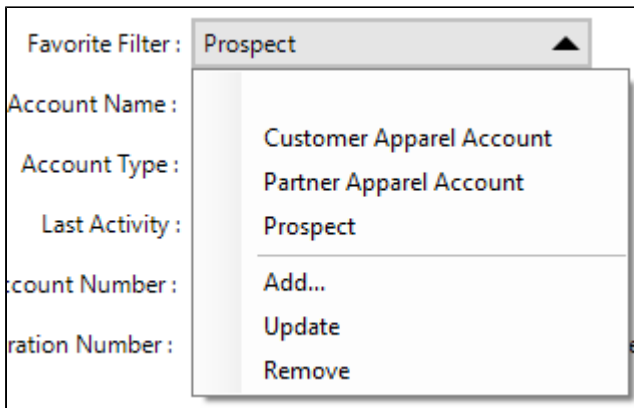 Favorite Filter : Prospect
Account Name :
Customer Apparel Account
Account Type :
Partner Apparel Account
Last Activity :
Prospect
ccount Number :
Add...
Update
ration Number :
Remove